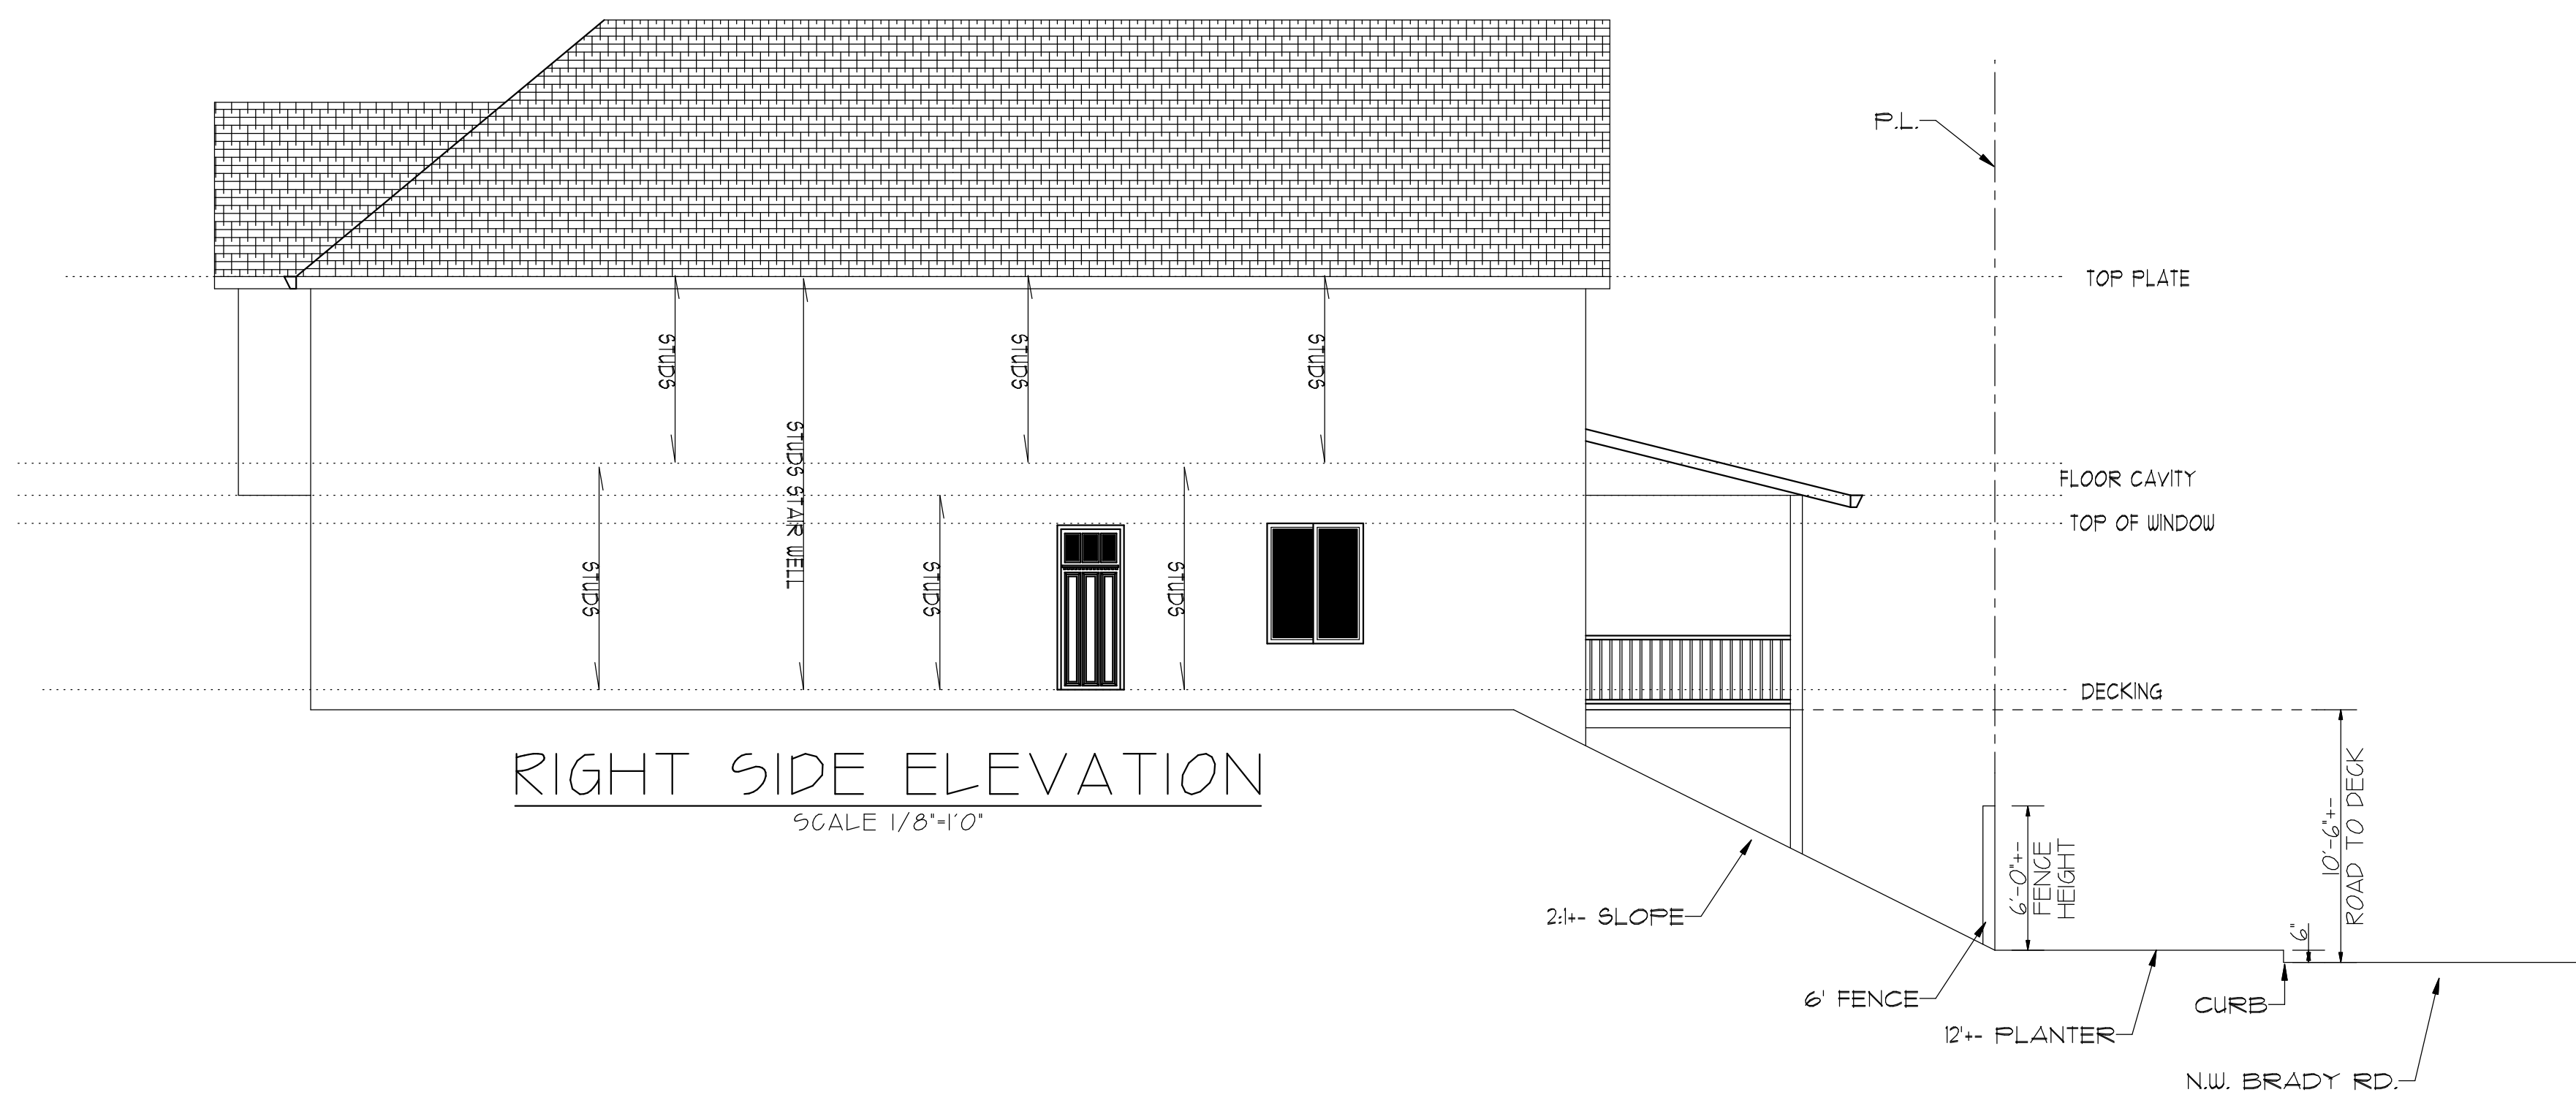 P.L.
TOP PLATE
STUDS
STUDS
STUDS
STUDS STAIR WELL
FLOOR CAVITY
TOP OF WINDOW
STUDS
STUDS
STUDS
DECKING
RIGHT SIDE ELEVATION
SCALE 1/8"=1'0"
10'-6"+-
ROAD TO DECK
6'-0"+-
FENCE
HEIGHT
2:1+- SLOPE
6"
6' FENCE
CURB
12'+- PLANTER
N.W. BRADY RD.